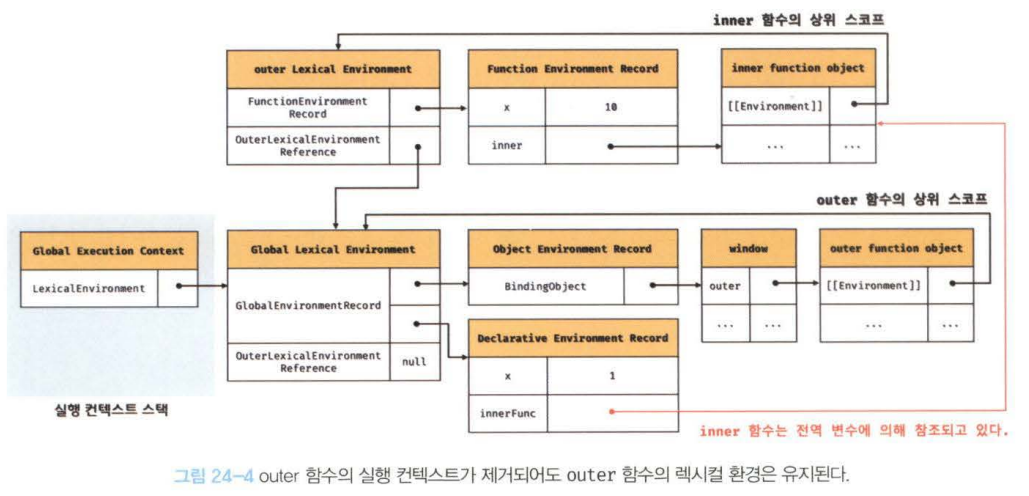 inner 함수의 상위 스코프
outer Lexical Environment
FunctionEnvironment
Record
OuterLexicalEnvironment
Reference
Function Environment Record
x
10
inner
inner function object
[[Environment]]
...
...
outer 함수의 상위 스코프
Global Execution Context
LexicalEnvironment
실행 컨텍스트 스택
Global Lexical Environment
GlobalEnvironmentRecord
OuterLexicalEnvironment
Reference
null
Object Environment Record
BindingObject
window
outer
...
...
outer function object
[[Environment]]
...
...
Declarative Environment Record
x
1
innerFunc
inner 함수는 전역 변수에 의해 참조되고 있다.
그림 24-4 outer 함수의 실행 컨텍스트가 제거되어도 outer 함수의 렉시컬 환경은 유지된다.